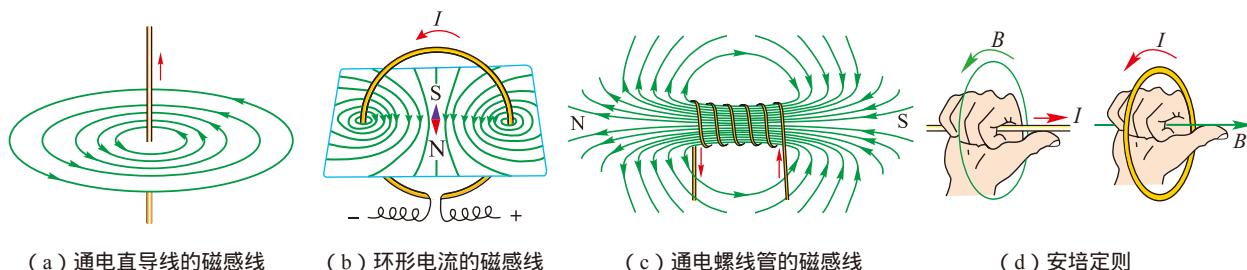 I
S
N
－ ＋
N S
B
I
I
B
（a）通电直导线的磁感线
（b）环形电流的磁感线
（c）通电螺线管的磁感线
（d）安培定则